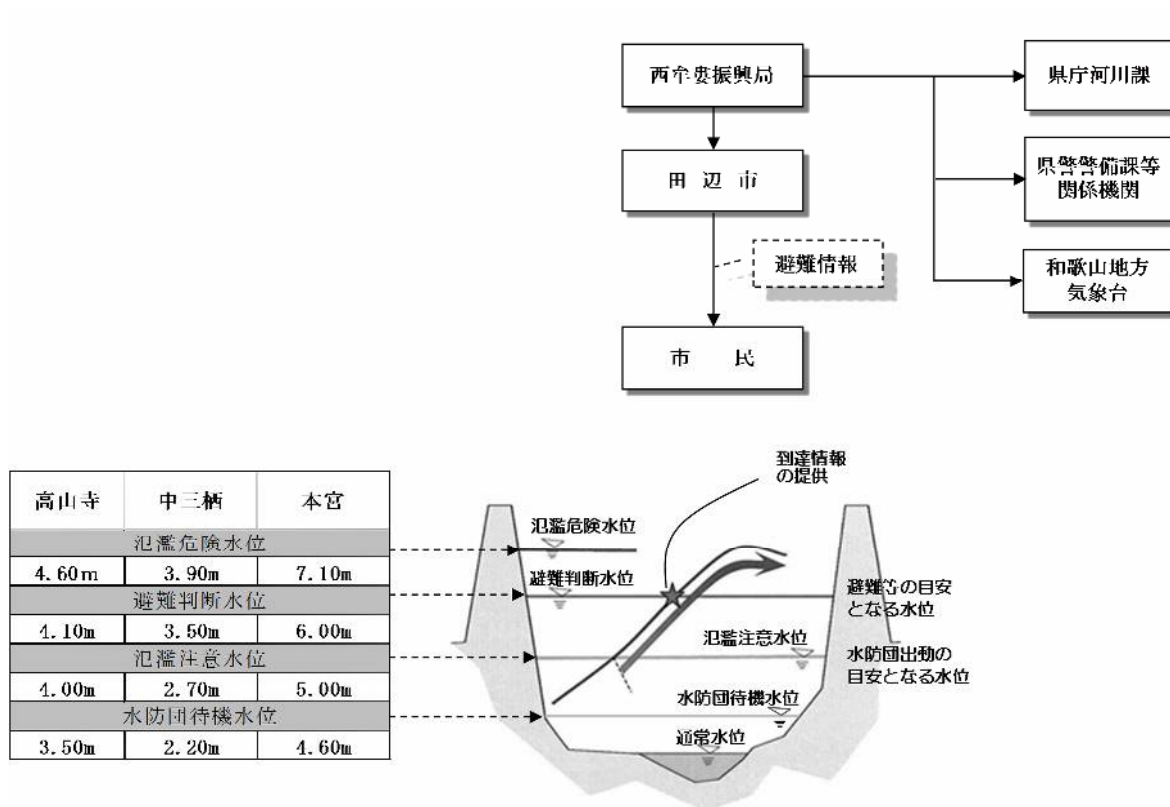 西牟婁振興局
県庁河川課
田辺市
県警警備課等
関係機関
避難情報
和歌山地方
気象台
市民
到達情報
の提供
高山寺 中三栖 本宮
氾濫危険水位
4.60m 3.90m 7.10m
避難判断水位
4.10m 3.50m 6.00m
氾濫注意水位
4.00m 2.70m 5.00m
水防団待機水位
3.50m 2.20m 4.60m
氾濫危険水位
避難判断水位
避難等の目安
となる水位
氾濫注意水位
水防団出動の
目安となる水位
水防団待機水位
通常水位